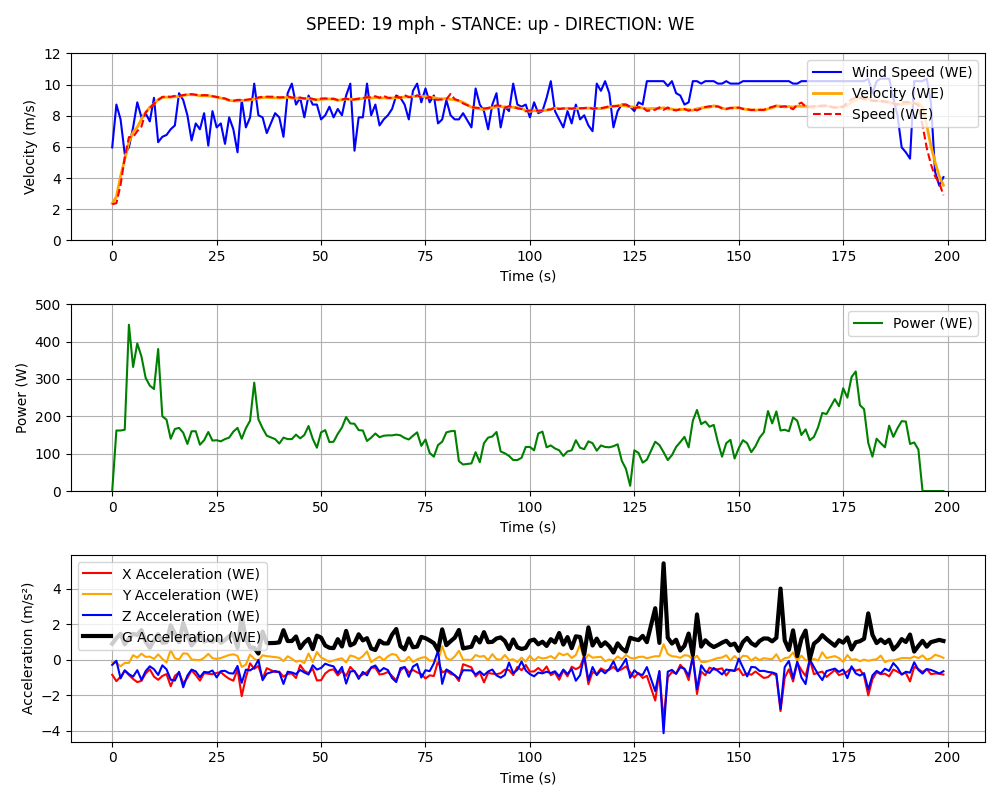 SPEED: 19 mph - STANCE: up - DIRECTION: WE
12
10
8
6
4
2
0
Velocity (m/s)
Wind Speed (WE)
Velocity (WE)
Speed (WE)
0 25 50 75 100 125 150 175 200
Time (s)
500
400
300
200
100
0
Power (W)
Power (WE)
0 25 50 75 100 125 150 175 200
Time (s)
4
2
0
−2
−4
Acceleration (m/s²)
X Acceleration (WE)
Y Acceleration (WE)
Z Acceleration (WE)
G Acceleration (WE)
0 25 50 75 100 125 150 175 200
Time (s)